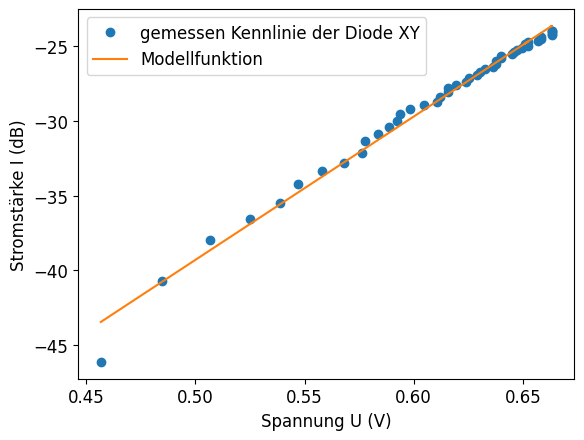 gemessen Kennlinie der Diode XY
Modellfunktion
Stromstärke I (dB)
−25
−30
−35
−40
−45
0.45
0.50
0.55
0.60
0.65
Spannung U (V)